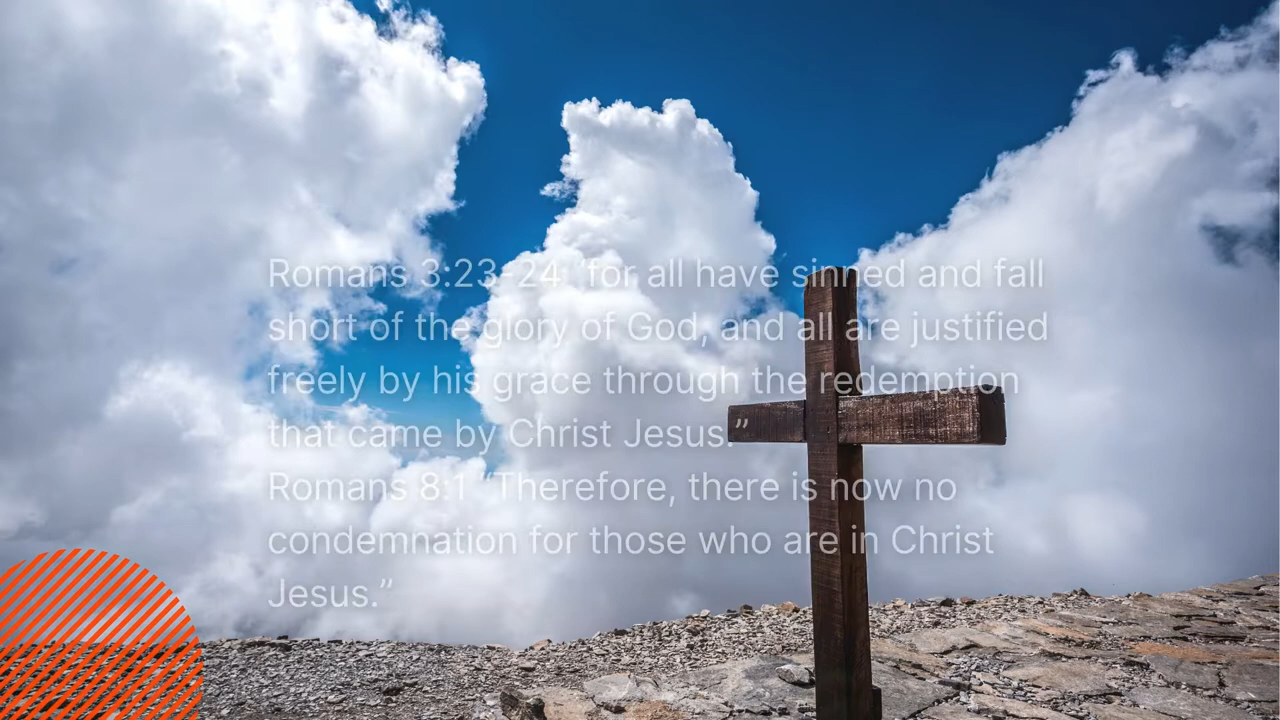 Romans 3:23-24 “for all have sinned and fall
short of the glory of God, and all are justified
freely by his grace through the redemption
that came by Christ Jesus.”
Romans 8:1 “Therefore, there is now no
condemnation for those who are in Christ
Jesus.”